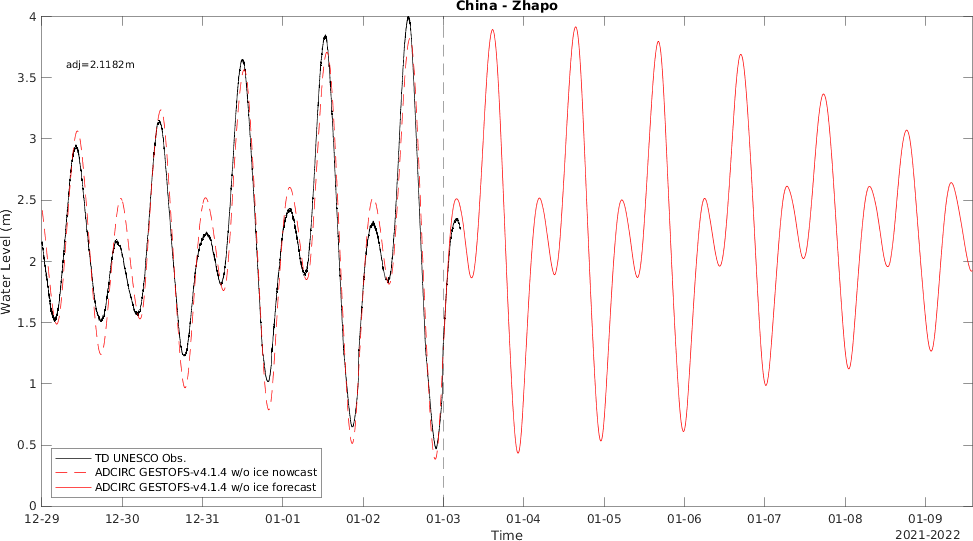 China - Zhapo
adj=2.1182m
4
3.5
3
2.5
2
1.5
1
0.5
0
Water Level (m)
TD UNESCO Obs.
ADCIRC GESTOFS-v4.1.4 w/o ice nowcast
ADCIRC GESTOFS-v4.1.4 w/o ice forecast
12-29 12-30 12-31 01-01 01-02 01-03 01-04 01-05 01-06 01-07 01-08 01-09
2021-2022
Time